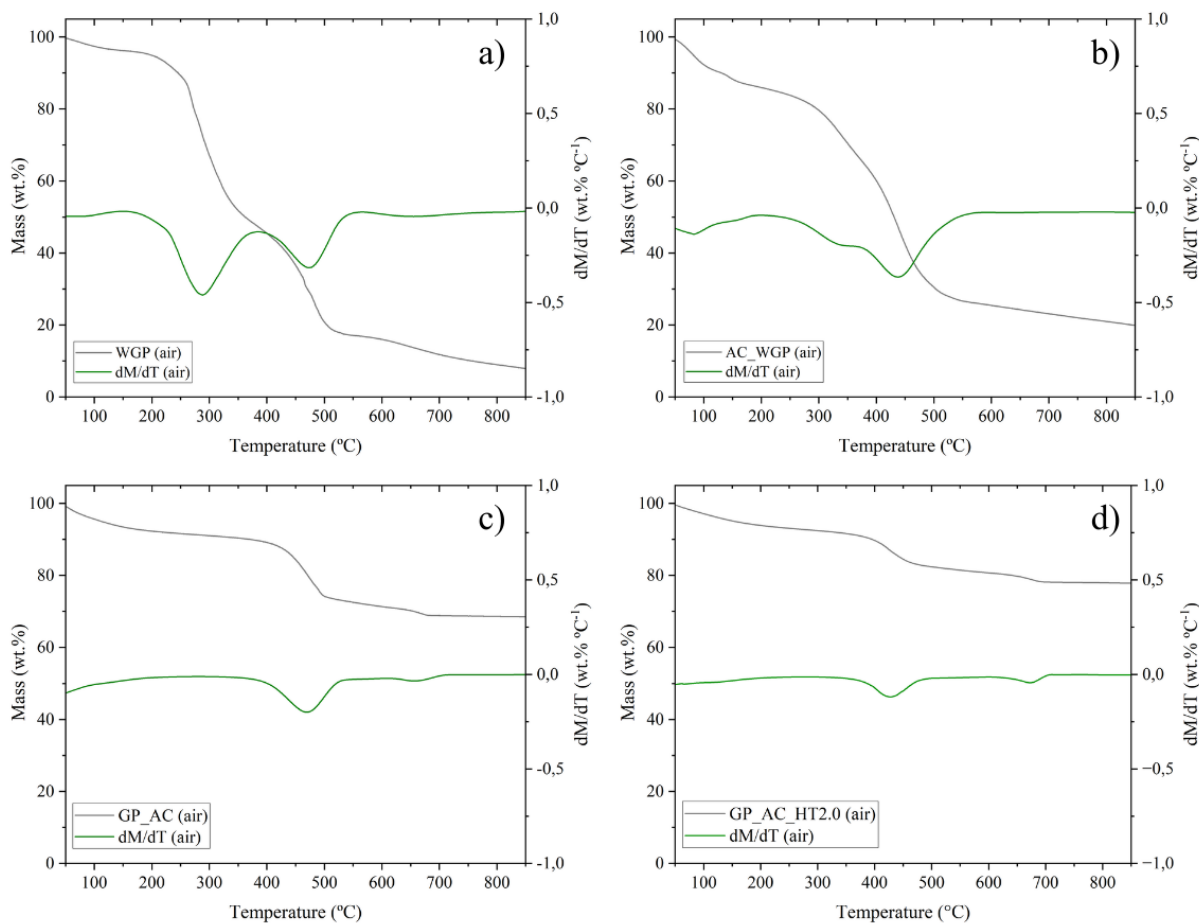 a)
100
80
60
40
20
0
Mass (wt.%)
1,0
0,5
0,0
-0,5
-1,0
dM/dT (wt.% ºC⁻¹)
WGP (air)
dM/dT (air)
100 200 300 400 500 600 700 800
Temperature (ºC)
b)
100
80
60
40
20
0
Mass (wt.%)
1,0
0,5
0,0
-0,5
-1,0
dM/dT (wt.% ºC⁻¹)
AC_WGP (air)
dM/dT (air)
100 200 300 400 500 600 700 800
Temperature (ºC)
c)
100
80
60
40
20
0
Mass (wt.%)
1,0
0,5
0,0
-0,5
-1,0
dM/dT (wt.% ºC⁻¹)
GP_AC (air)
dM/dT (air)
100 200 300 400 500 600 700 800
Temperature (ºC)
d)
100
80
60
40
20
0
Mass (wt.%)
1,0
0,5
0,0
−0,5
−1,0
dM/dT (wt.% ºC⁻¹)
GP_AC_HT2.0 (air)
dM/dT (air)
100 200 300 400 500 600 700 800
Temperature (°C)